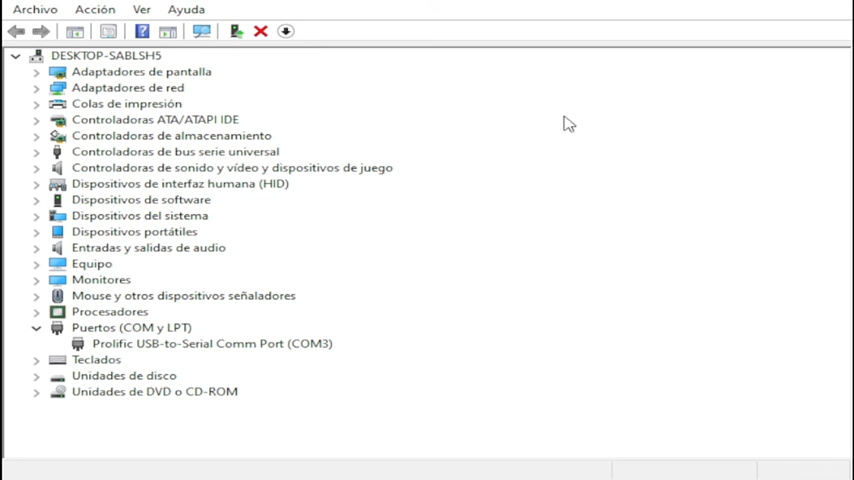 Archivo Acción Ver Ayuda
DESKTOP-SABLSH5
Adaptadores de pantalla
Adaptadores de red
Colas de impresión
Controladoras ATA/ATAPI IDE
Controladoras de almacenamiento
Controladoras de bus serie universal
Controladoras de sonido y vídeo y dispositivos de juego
Dispositivos de interfaz humana (HID)
Dispositivos de software
Dispositivos del sistema
Dispositivos portátiles
Entradas y salidas de audio
Equipo
Monitores
Mouse y otros dispositivos señaladores
Procesadores
Puertos (COM y LPT)
Prolific USB-to-Serial Comm Port (COM3)
Teclados
Unidades de disco
Unidades de DVD o CD-ROM